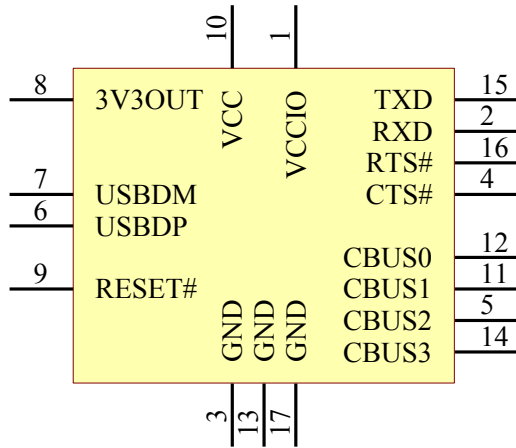 10
1
8
3V3OUT
VCC
VCCIO
TXD
15
RXD
2
RTS#
16
7
USBDM
CTS#
4
6
USBDP
CBUS0
12
9
RESET#
CBUS1
11
CBUS2
5
CBUS3
14
GND
GND
GND
3
13
17